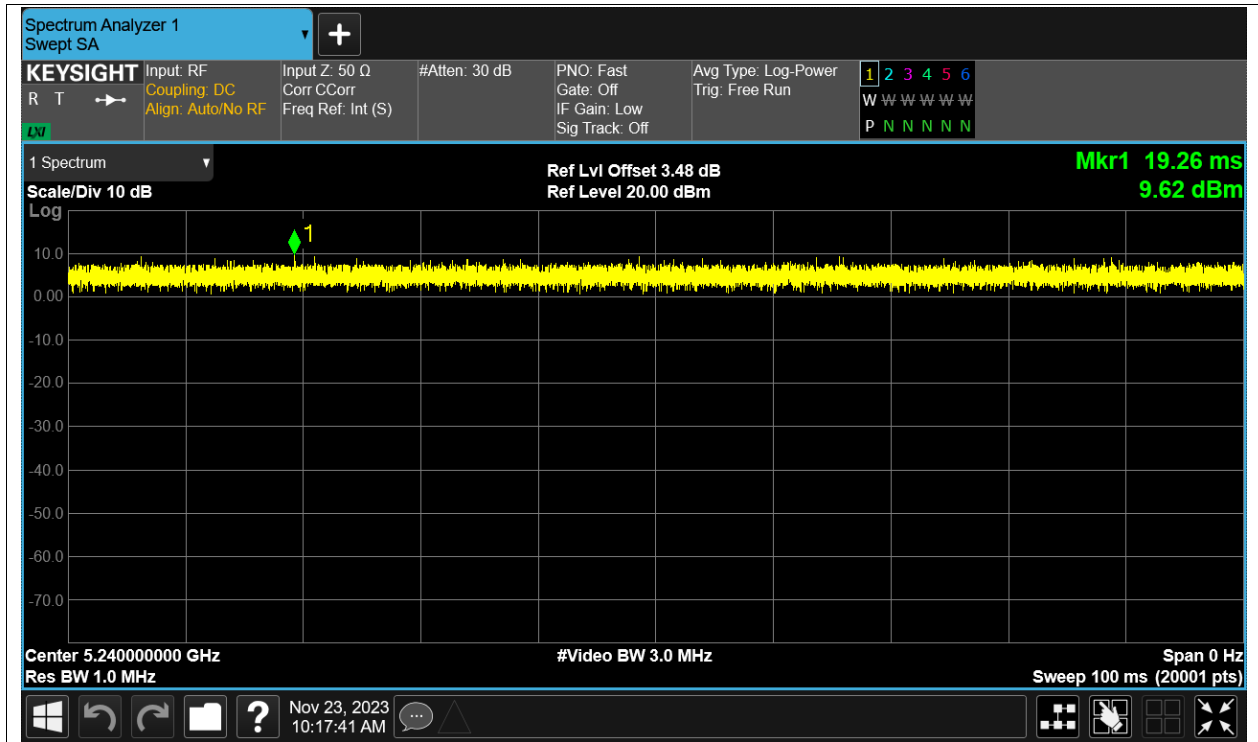 Spectrum Analyzer 1
Swept SA
+
KEYSIGHT
R T
LXI
Input: RF
Coupling: DC
Align: Auto/No RF
Input Z: 50 Ω
Corr CCorr
Freq Ref: Int (S)
#Atten: 30 dB
PNO: Fast
Gate: Off
IF Gain: Low
Sig Track: Off
Avg Type: Log-Power
Trig: Free Run
1 2 3 4 5 6
W W W W W W
P N N N N N
1 Spectrum
Scale/Div 10 dB
Log
Ref Lvl Offset 3.48 dB
Ref Level 20.00 dBm
Mkr1 19.26 ms
9.62 dBm
1
10.0
0.00
-10.0
-20.0
-30.0
-40.0
-50.0
-60.0
-70.0
Center 5.240000000 GHz
Res BW 1.0 MHz
#Video BW 3.0 MHz
Span 0 Hz
Sweep 100 ms (20001 pts)
?
Nov 23, 2023
10:17:41 AM